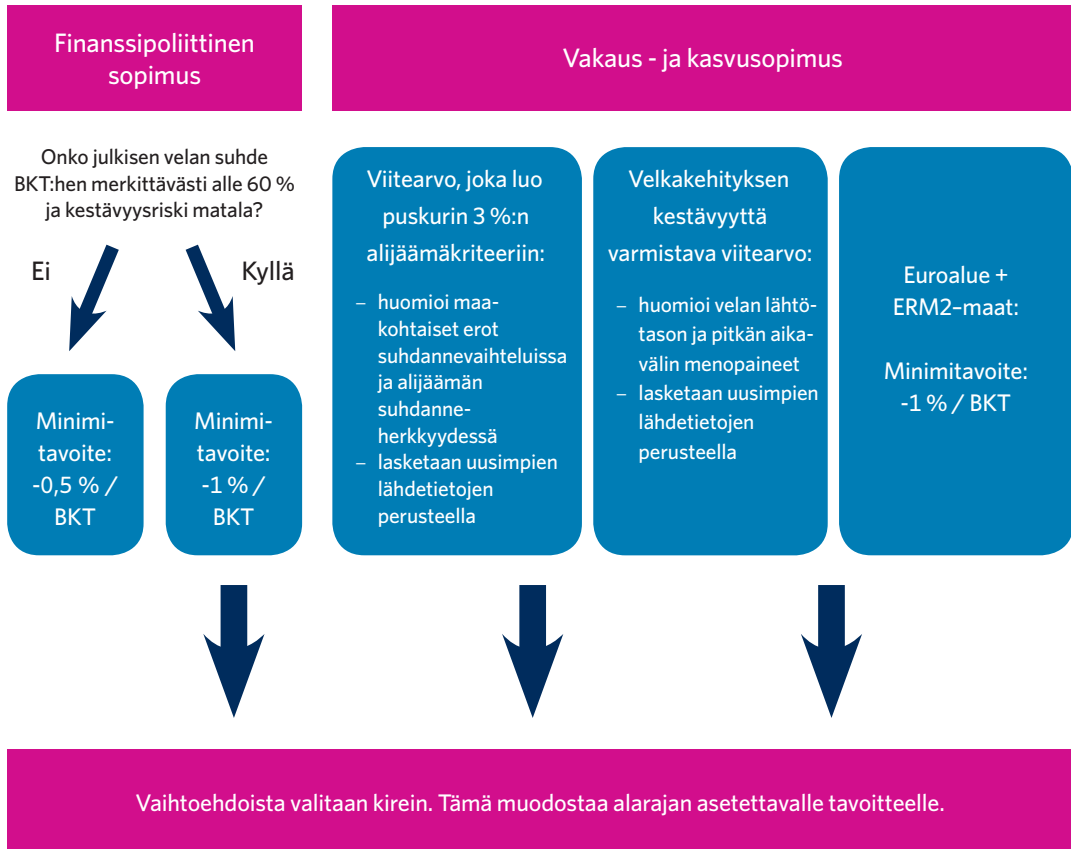 Finanssipoliittinen
sopimus
Vakaus - ja kasvusopimus
Onko julkisen velan suhde
BKT:hen merkittävästi alle 60 %
ja kestävyysriski matala?
Ei
Kyllä
Minimi-
tavoite:
-0,5 % /
BKT
Minimi-
tavoite:
-1 % /
BKT
Viitearvo, joka luo
puskurin 3 %:n
alijäämäkriteeriin:
– huomioi maa-
kohtaiset erot
suhdannevaihteluissa
ja alijäämän
suhdanne-
herkkyydessä
– lasketaan uusimpien
lähdetietojen
perusteella
Velkakehityksen
kestävyyttä
varmistava viitearvo:
– huomioi velan lähtö-
tason ja pitkän aika-
välin menopaineet
– lasketaan uusimpien
lähdetietojen
perusteella
Euroalue +
ERM2-maat:
Minimitavoite:
-1 % / BKT
Vaihtoehdoista valitaan kirein. Tämä muodostaa alarajan asetettavalle tavoitteelle.